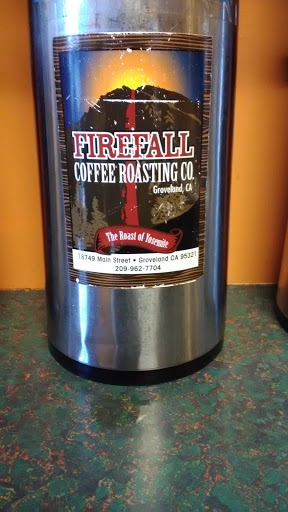 FIREFALL
COFFEE ROASTING CO.
Groveland, CA
The Roast of Yosemite
18749 Main Street • Groveland CA 95321
209-962-7704